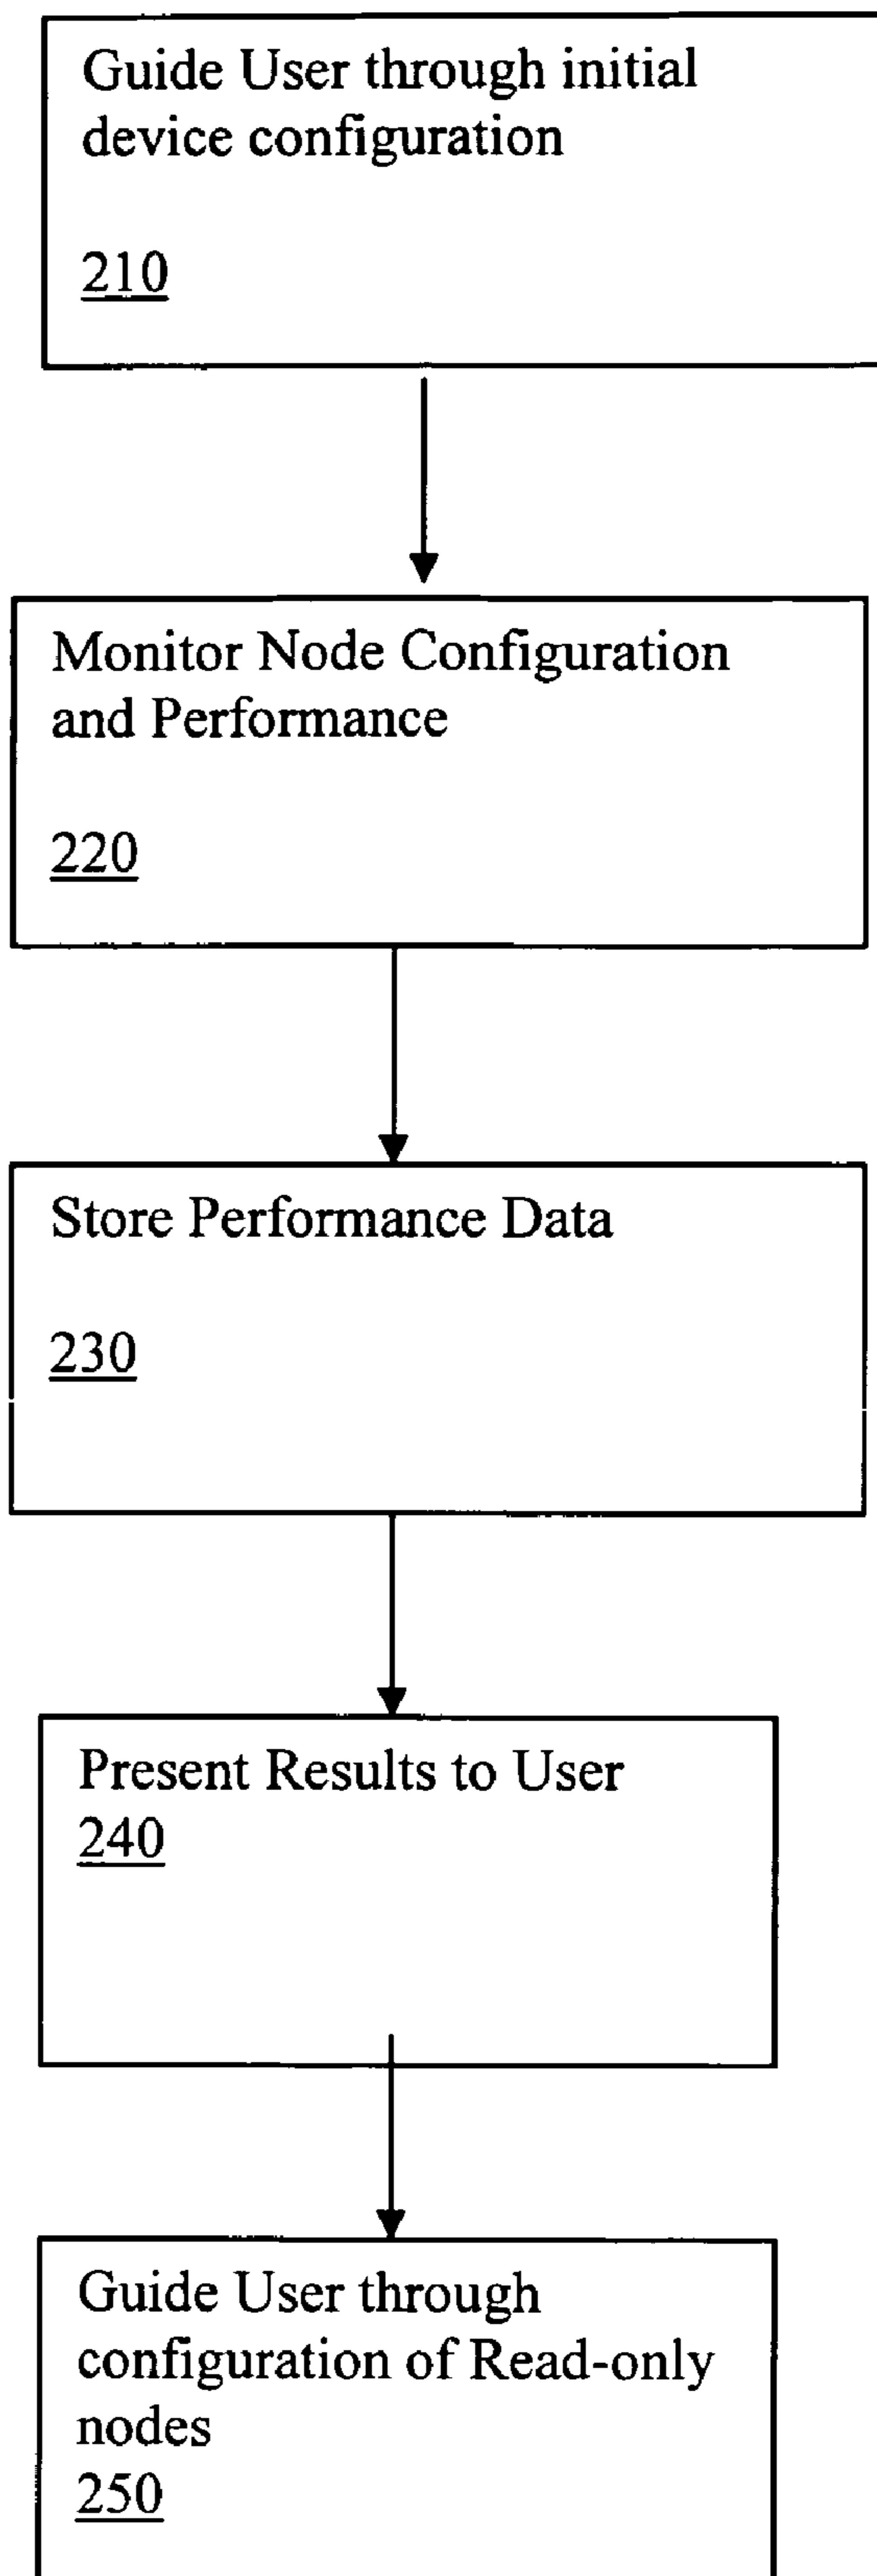 Guide User through initial
device configuration
210
Monitor Node Configuration
and Performance
220
Store Performance Data
230
Present Results to User
240
Guide User through
configuration of Read-only
nodes
250